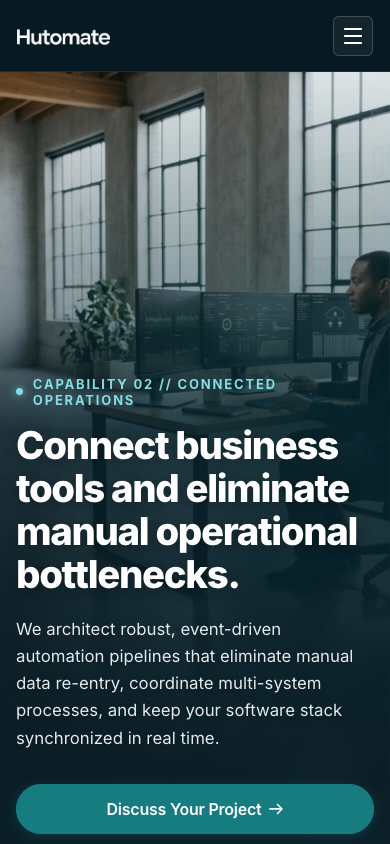 Hutomate
CAPABILITY 02 // CONNECTED
OPERATIONS
Connect business
tools and eliminate
manual operational
bottlenecks.
We architect robust, event-driven
automation pipelines that eliminate manual
data re-entry, coordinate multi-system
processes, and keep your software stack
synchronized in real time.
Discuss Your Project →